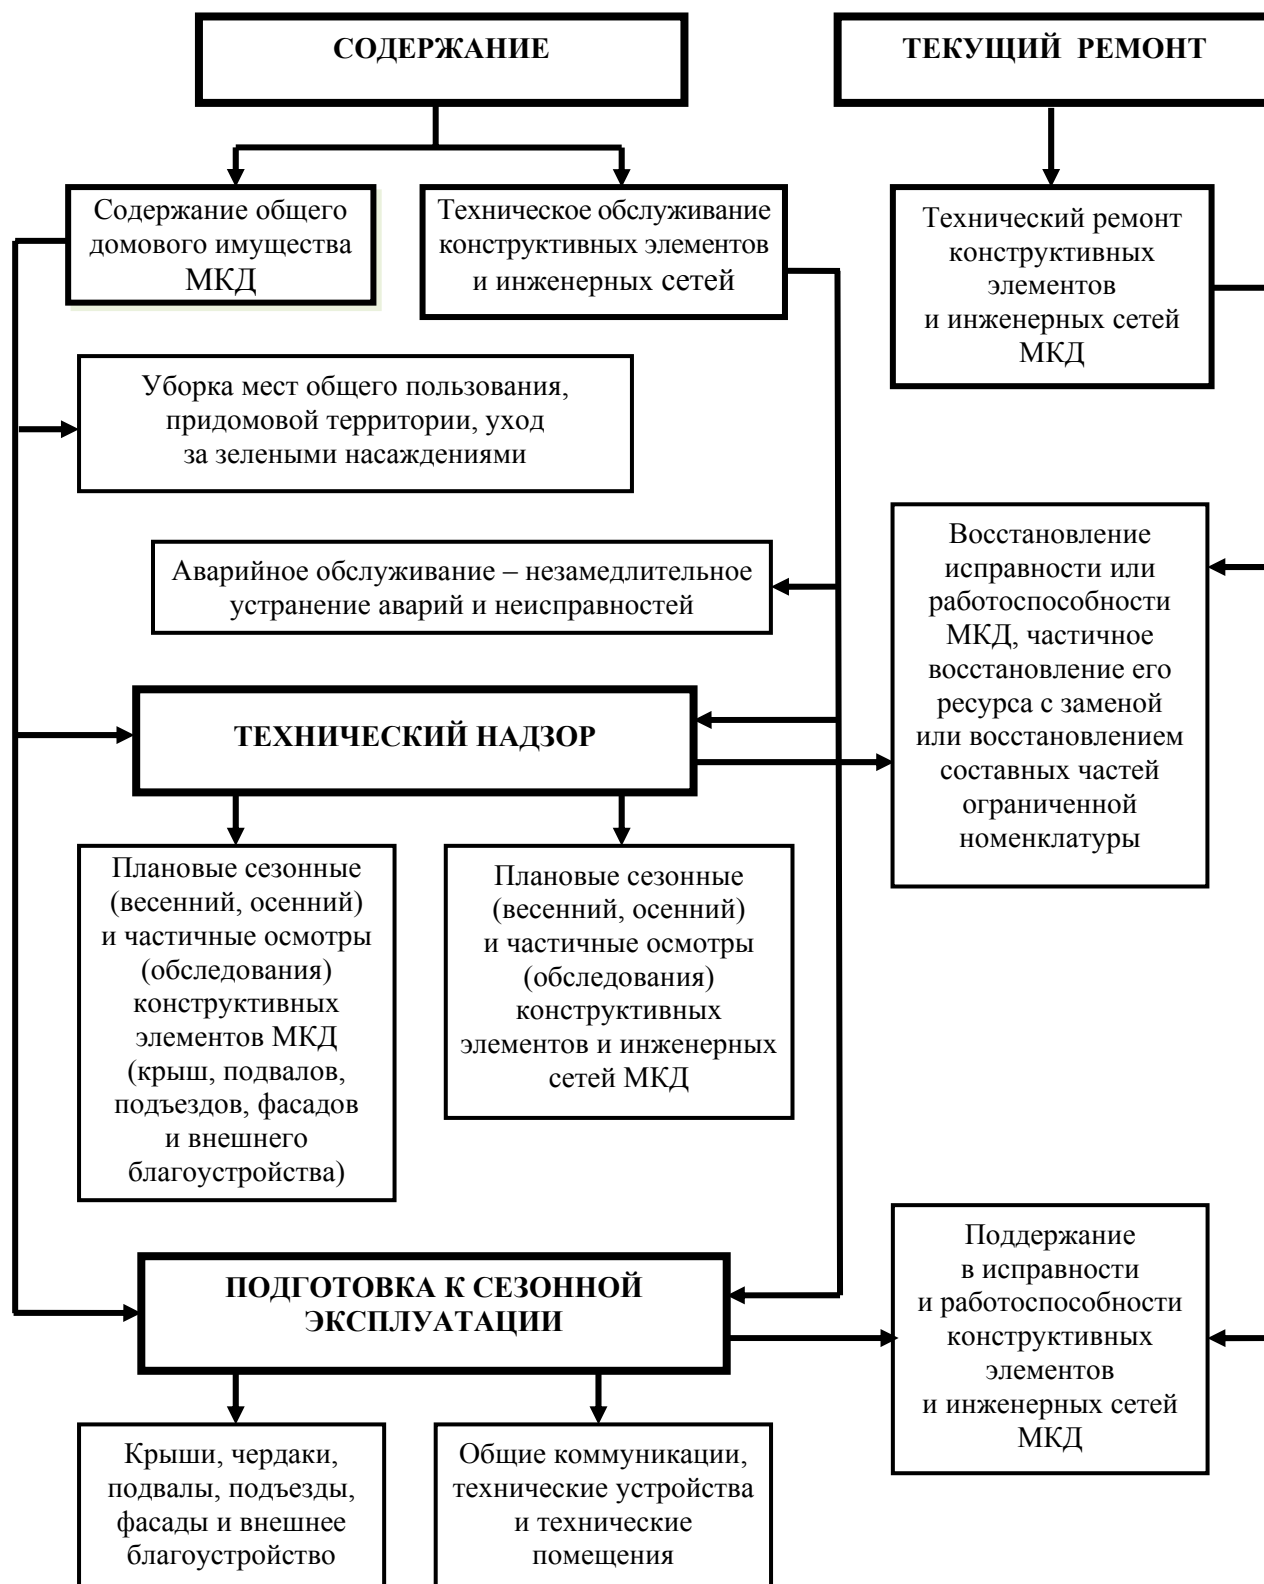 СОДЕРЖАНИЕ
ТЕКУЩИЙ РЕМОНТ
Содержание общего
домового имущества
МКД
Техническое обслуживание
конструктивных элементов
и инженерных сетей
Технический ремонт
конструктивных
элементов
и инженерных сетей
МКД
Уборка мест общего пользования,
придомовой территории, уход
за зелеными насаждениями
Аварийное обслуживание – незамедлительное
устранение аварий и неисправностей
Восстановление
исправности или
работоспособности
МКД, частичное
восстановление его
ресурса с заменой
или восстановлением
составных частей
ограниченной
номенклатуры
ТЕХНИЧЕСКИЙ НАДЗОР
Плановые сезонные
(весенний, осенний)
и частичные осмотры
(обследования)
конструктивных
элементов МКД
(крыш, подвалов,
подъездов, фасадов
и внешнего
благоустройства)
Плановые сезонные
(весенний, осенний)
и частичные осмотры
(обследования)
конструктивных
элементов и инженерных
сетей МКД
ПОДГОТОВКА К СЕЗОННОЙ
ЭКСПЛУАТАЦИИ
Поддержание
в исправности
и работоспособности
конструктивных
элементов
и инженерных сетей
МКД
Крыши, чердаки,
подвалы, подъезды,
фасады и внешнее
благоустройство
Общие коммуникации,
технические устройства
и технические
помещения